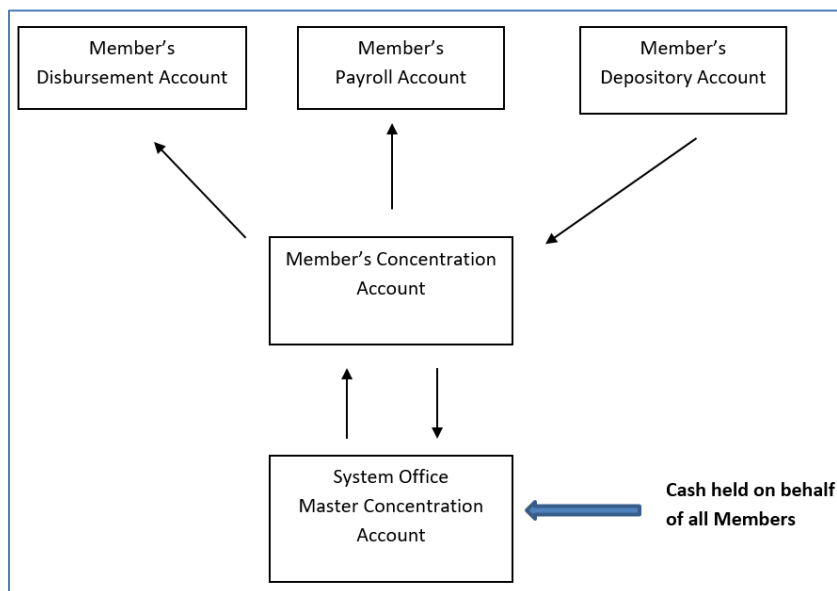 Member’s
Disbursement Account
Member’s
Payroll Account
Member’s
Depository Account
Member’s Concentration
Account
System Office
Master Concentration
Account
Cash held on behalf
of all Members